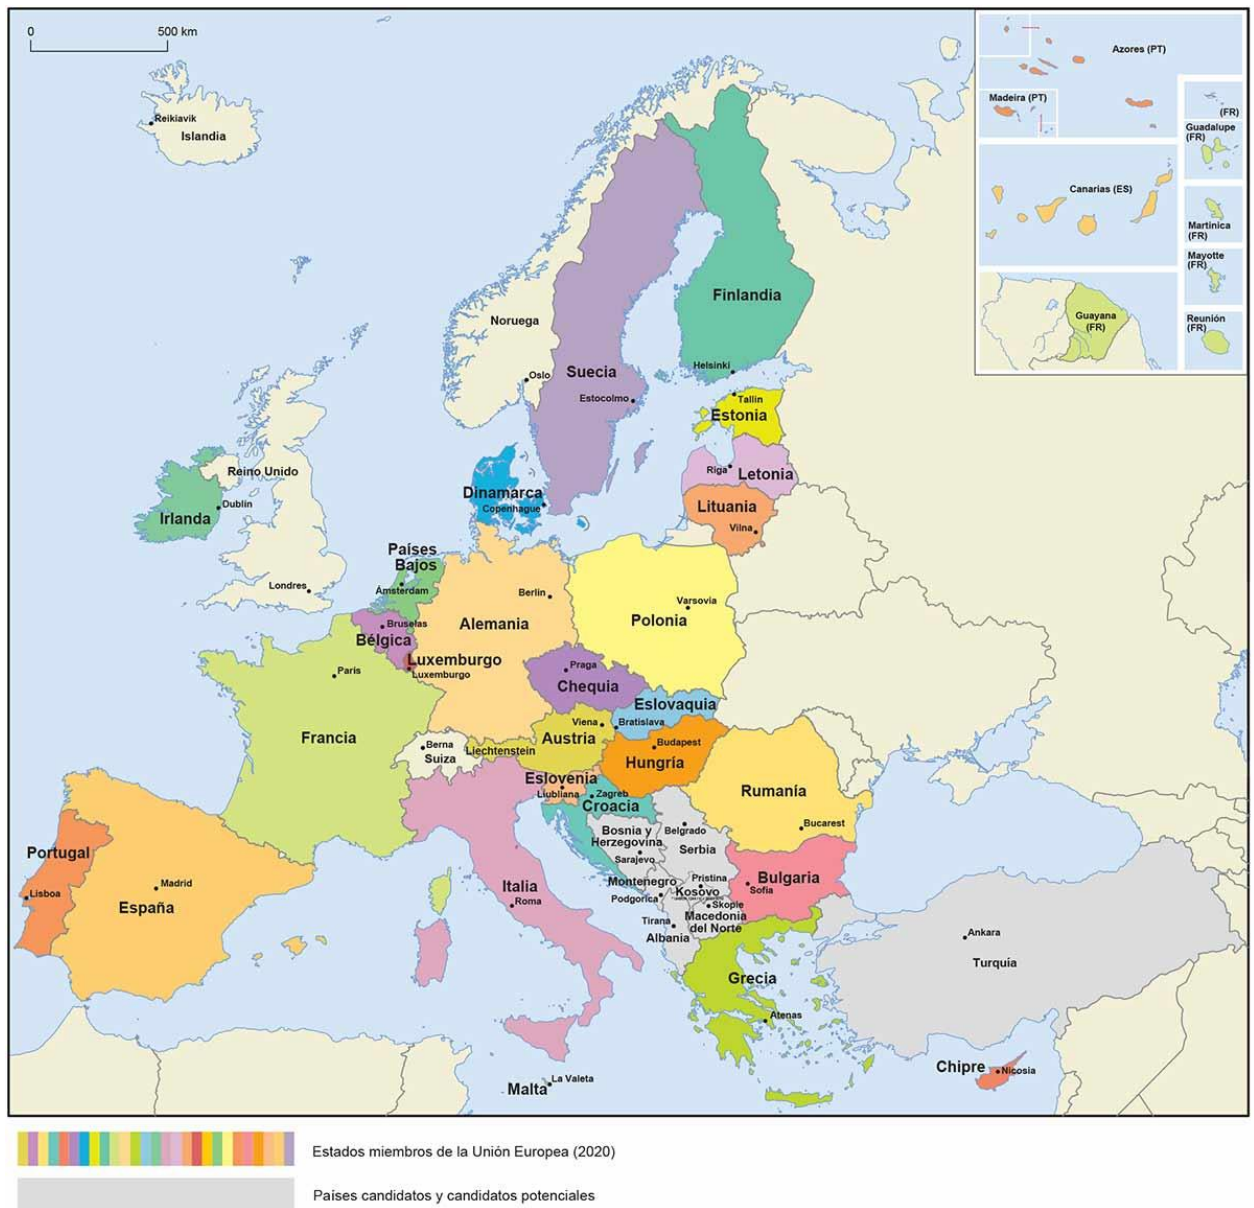 0
500 km
Azores (PT)
Madeira (PT)
(FR)
Guadalupe
(FR)
Canarias (ES)
Martinica
(FR)
Mayotte
(FR)
Guayana
(FR)
Reunión
(FR)
Reikiavik
Islandia
Noruega
Oslo
Suecia
Estocolmo
Finlandia
Helsinki
Tallin
Estonia
Riga
Letonia
Lituania
Vilna
Reino Unido
Dublín
Irlanda
Londres
Dinamarca
Copenhague
Países
Bajos
Ámsterdam
Berlín
Alemania
Varsovia
Polonia
Bruselas
Bélgica
Luxemburgo
Luxemburgo
París
Francia
Praga
Chequia
Eslovaquia
Bratislava
Viena
Austria
Liechtenstein
Berna
Suiza
Budapest
Hungría
Eslovenia
Liubliana
Zagreb
Croacia
Rumanía
Bucarest
Bosnia y
Herzegovina
Sarajevo
Belgrado
Serbia
Montenegro
Podgorica
Pristina
Kosovo
Skopie
Macedonia
del Norte
Tirana
Albania
Bulgaria
Sofía
Portugal
Lisboa
Madrid
España
Italia
Roma
Grecia
Atenas
Ankara
Turquía
Chipre
Nicosia
Malta
La Valeta
Estados miembros de la Unión Europea (2020)
Países candidatos y candidatos potenciales